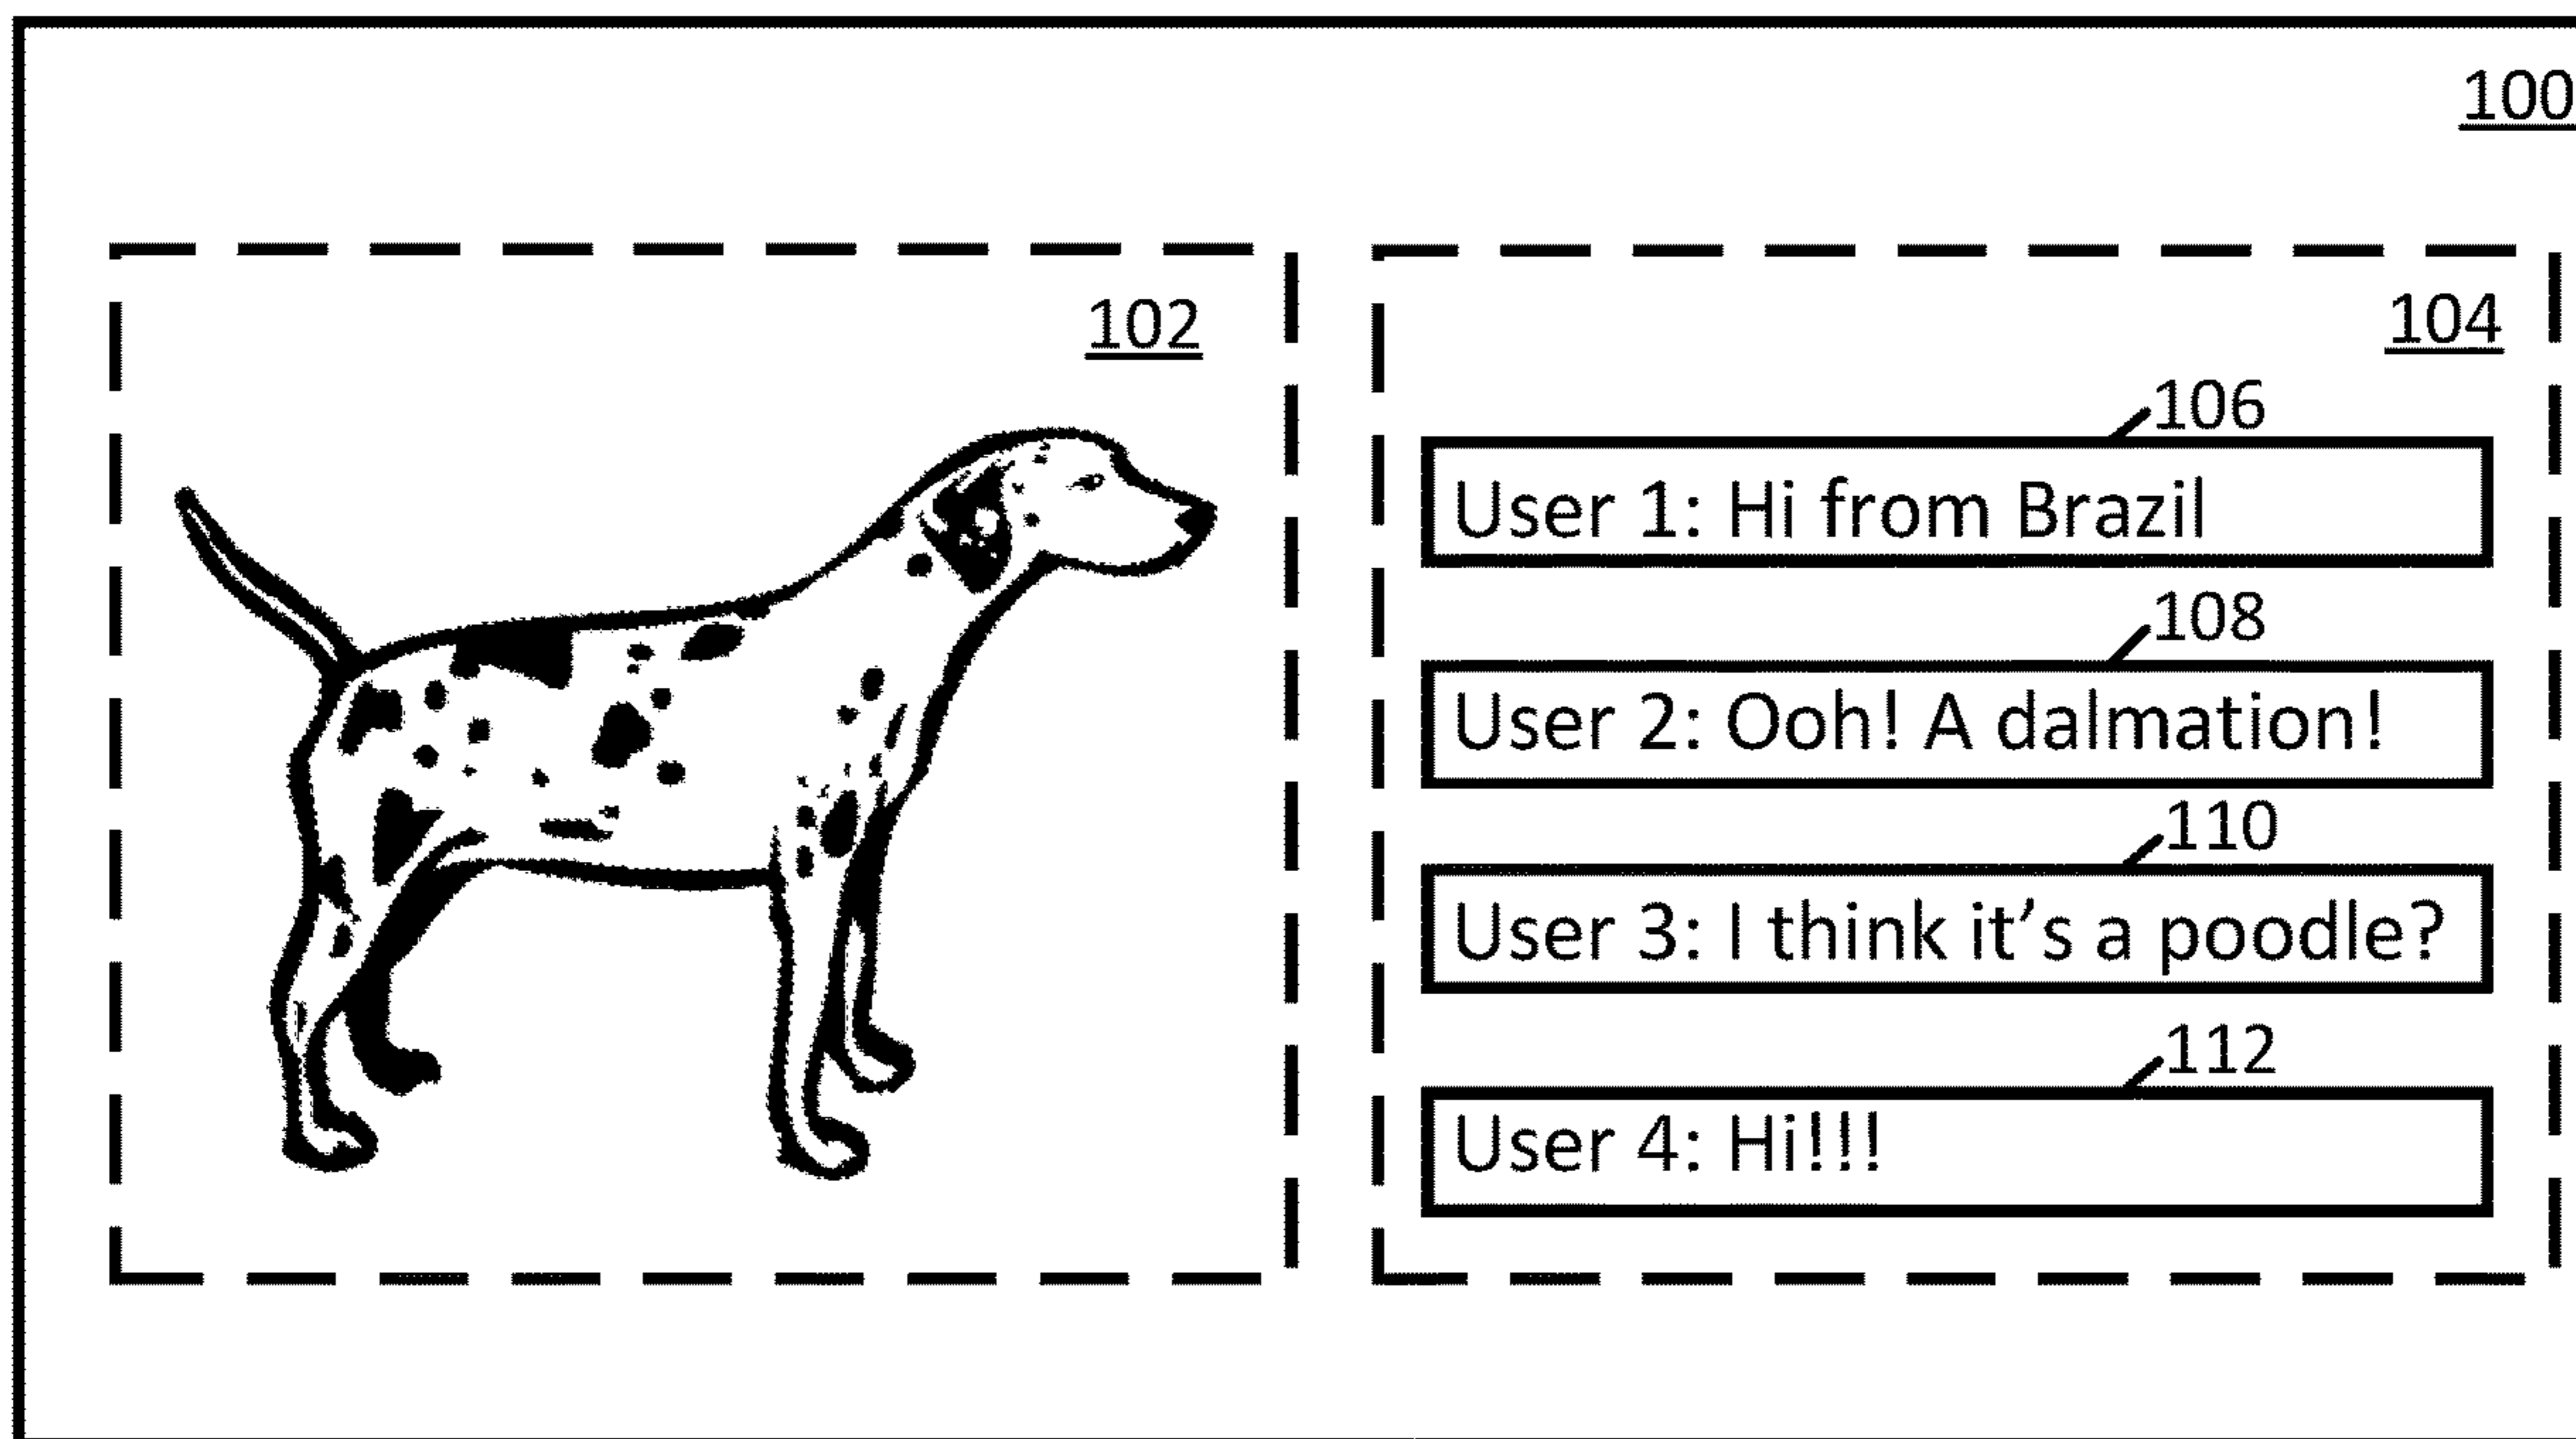 100
102
104
106
User 1: Hi from Brazil
108
User 2: Ooh! A dalmation!
110
User 3: I think it’s a poodle?
112
User 4: Hi!!!